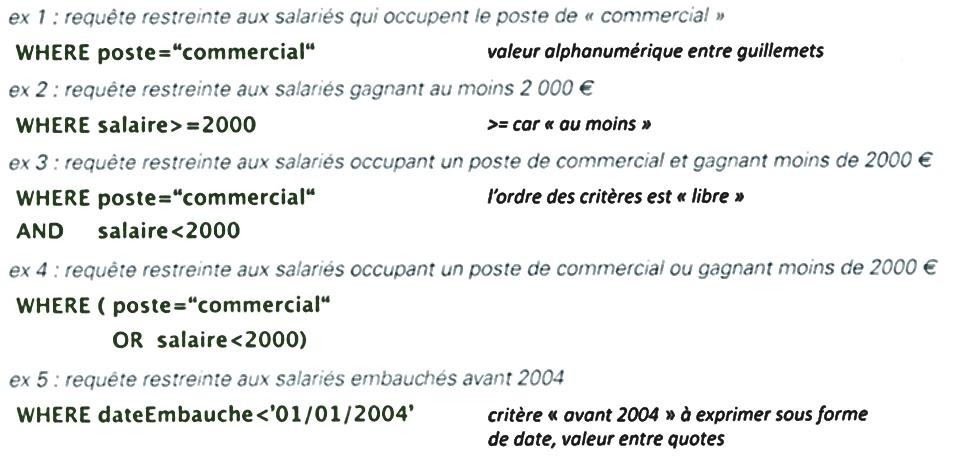 ex 1 : requête restreinte aux salariés qui occupent le poste de « commercial »
WHERE poste=“commercial“ valeur alphanumérique entre guillemets
ex 2 : requête restreinte aux salariés gagnant au moins 2 000 €
WHERE salaire>=2000 >= car « au moins »
ex 3 : requête restreinte aux salariés occupant un poste de commercial et gagnant moins de 2000 €
WHERE poste=“commercial“ l'ordre des critères est « libre »
AND salaire<2000
ex 4 : requête restreinte aux salariés occupant un poste de commercial ou gagnant moins de 2000 €
WHERE ( poste=“commercial“
OR salaire<2000)
ex 5 : requête restreinte aux salariés embauchés avant 2004
WHERE dateEmbauche<'01/01/2004' critère « avant 2004 » à exprimer sous forme
de date, valeur entre quotes